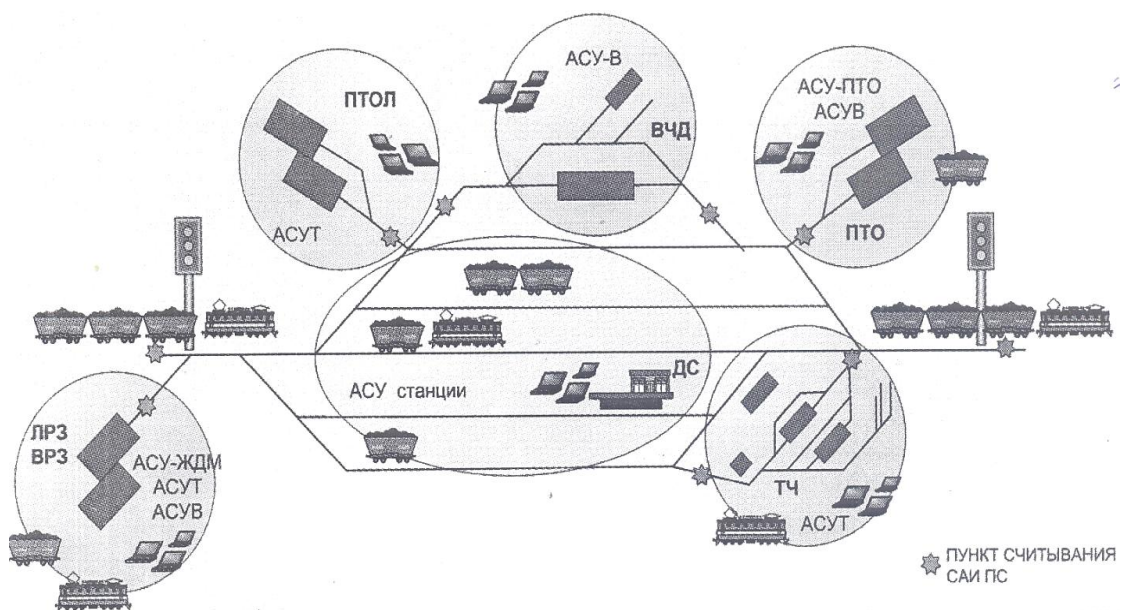 АСУ-В
ВЧД
ПТОЛ
АСУТ
АСУ-ПТО
АСУВ
ПТО
АСУ станции
ДС
ЛРЗ
ВРЗ
АСУ-ЖДМ
АСУТ
АСУВ
ТЧ
АСУТ
ПУНКТ СЧИТЫВАНИЯ
САИ ПС